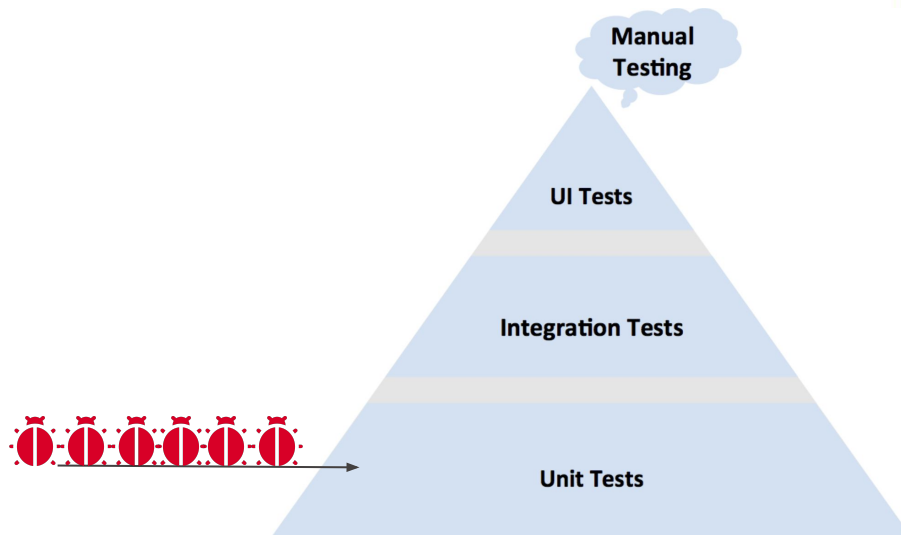 Manual
Testing
UI Tests
Integration Tests
Unit Tests